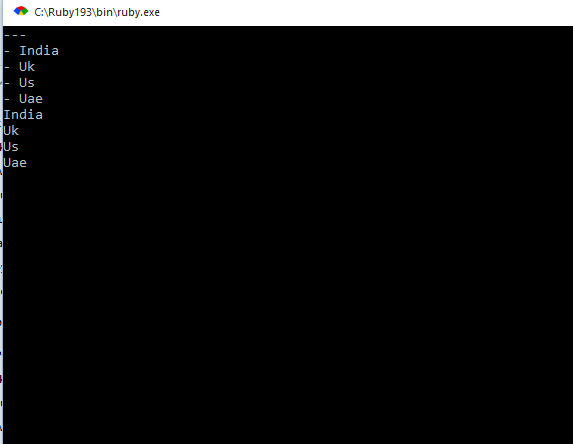 C:\Ruby193\bin\ruby.exe
---
- India
- Uk
- Us
- Uae
India
Uk
Us
Uae